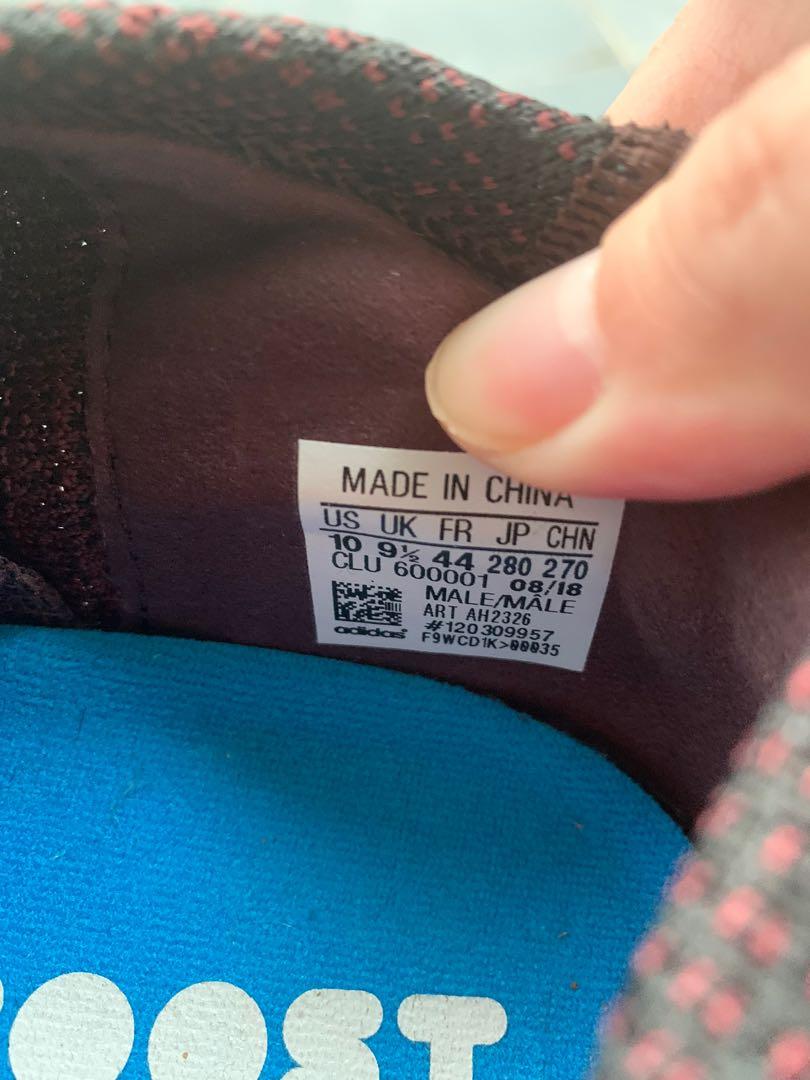 MADE IN CHINA
US UK FR JP CHN
10 9½ 44 280 270
CLU 600001 08/18
MALE/MÂLE
ART AH2326
#120309957
adidas F9WCD1K>00035
OOST